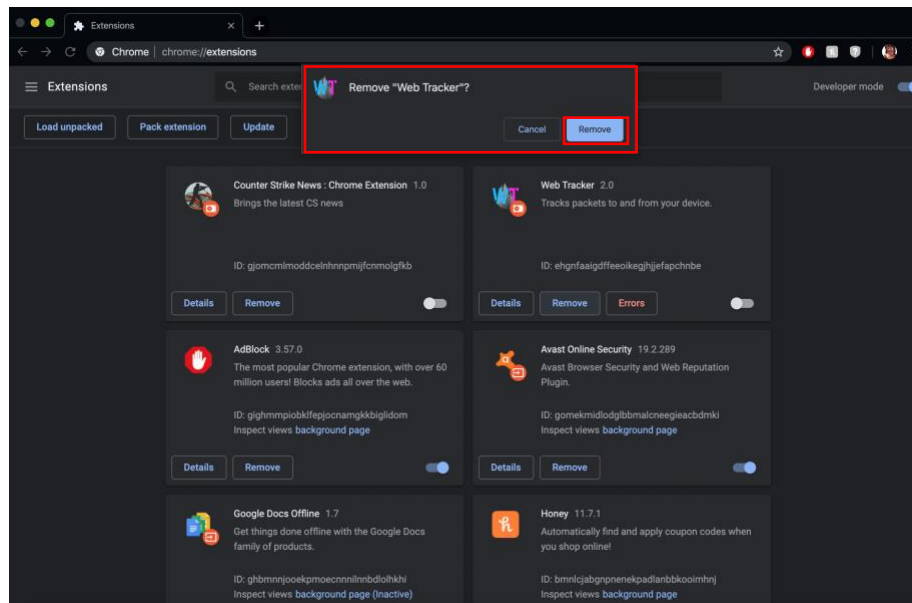 Extensions
Chrome | chrome://extensions
Extensions
Search exte
Developer mode
Remove "Web Tracker"?
Cancel
Remove
Load unpacked
Pack extension
Update
Counter Strike News : Chrome Extension 1.0
Brings the latest CS news
ID: gjomcmlmoddcelnhnnpmijfcnmolgfkb
Details
Remove
Web Tracker 2.0
Tracks packets to and from your device.
ID: ehgnfaaigdffeeoikegjhjjefapchnbe
Details
Remove
Errors
AdBlock 3.57.0
The most popular Chrome extension, with over 60
million users! Blocks ads all over the web.
ID: gighmmpiobklfepjocnamgkkbiglidom
Inspect views background page
Details
Remove
Avast Online Security 19.2.289
Avast Browser Security and Web Reputation
Plugin.
ID: gomekmidlodglbbmalcneegieacbdmki
Inspect views background page
Details
Remove
Google Docs Offline 1.7
Get things done offline with the Google Docs
family of products.
ID: ghbmnnjooekpmoecnnnilnnbdlolhkhi
Inspect views background page (Inactive)
Honey 11.7.1
Automatically find and apply coupon codes when
you shop online!
ID: bmnlcjabgnpnenekpadlanbbkooimhnj
Inspect views background page